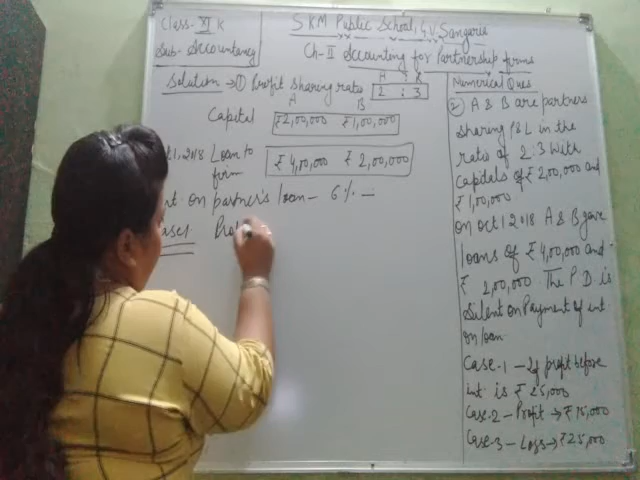 Class- XI K
Sub- Accountancy
S KM Public School, G.V. Sangaria
Ch-II Accounting for Partnership firms
Solution → ① Profit sharing ratio
A : B
2 : 3
A B
Capital ₹2,00,000 ₹1,00,000
1, 2018 Loan to firm ₹4,00,000 ₹2,00,000
Int. on partner's loan - 6%
Case 1
Numerical Ques
② A & B are partners
sharing P&L in the
ratio of 2:3 with
capitals of ₹2,00,000 and
₹1,00,000
on Oct 1 2018 A & B gave
loans of ₹4,00,000 and
₹2,00,000 The P.D is
Silent on Payment of int
on loan
Case-1 - If profit before
int is ₹25,000
Case-2 - Profit → ₹15,000
Case-3 - Loss → ₹25,000